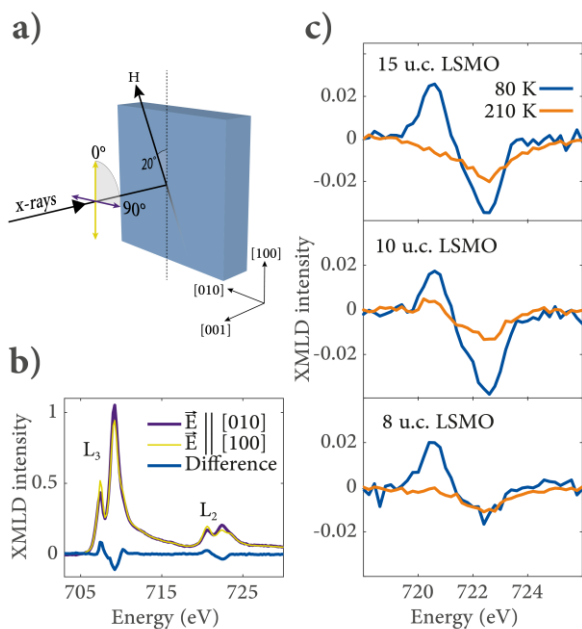 a)
H
20°
0°
x-rays
90°
[100]
[010]
[001]
b)
XMLD intensity
1
0.5
0
E⃗ || [010]
E⃗ || [100]
Difference
L₃
L₂
705
715
725
Energy (eV)
c)
XMLD intensity
15 u.c. LSMO
80 K
210 K
0.02
0
-0.02
10 u.c. LSMO
0.02
0
-0.02
8 u.c. LSMO
0.02
0
-0.02
720
722
724
Energy (eV)